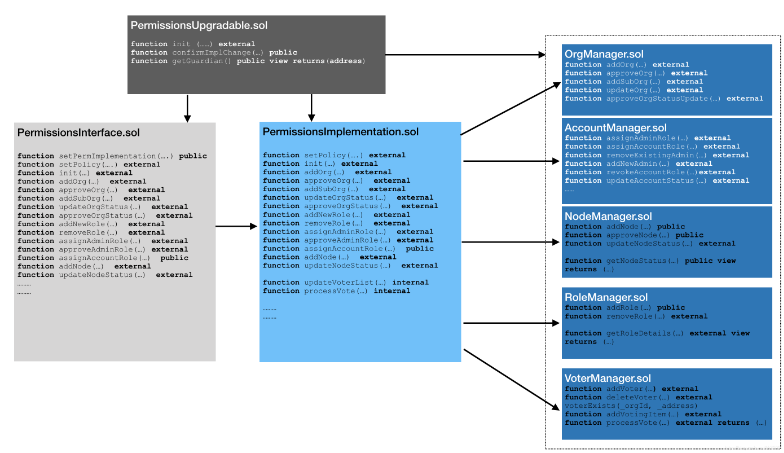 PermissionsUpgradable.sol
function init (……) external
function confirmImplChange(…) public
function getGuardian() public view returns(address)
PermissionsInterface.sol
function setPermImplementation(……) public
function setPolicy(……) external
function init(…) external
function addOrg(…) external
function approveOrg(…) external
function addSubOrg(…) external
function updateOrgStatus(…) external
function approveOrgStatus(…) external
function addNewRole(…) external
function removeRole(…) external
function assignAdminRole(…) external
function approveAdminRole(…) external
function assignAccountRole(…) public
function addNode(…) external
function updateNodeStatus(…) external
………
………
PermissionsImplementation.sol
function setPolicy(……) external
function init(…) external
function addOrg(…) external
function approveOrg(…) external
function addSubOrg(…) external
function updateOrgStatus(…) external
function approveOrgStatus(…) external
function addNewRole(…) external
function removeRole(…) external
function assignAdminRole(…) external
function approveAdminRole(…) external
function assignAccountRole(…) public
function addNode(…) external
function updateNodeStatus(…) external
function updateVoterList(…) internal
function processVote(…) internal
………
………
OrgManager.sol
function addOrg(…) external
function approveOrg(…) external
function addSubOrg(…) external
function updateOrg(…) external
function approveOrgStatusUpdate(…) external
AccountManager.sol
function assignAdminRole(…) external
function assignAccountRole(…) external
function removeExistingAdmin(…) external
function addNewAdmin(…) external
function revokeAccountRole(…)external
function updateAccountStatus(…) external
……
NodeManager.sol
function addNode(…) public
function approveNode(…) public
function updateNodeStatus(…) external
function getNodeStatus(…) public view
returns (…)
RoleManager.sol
function addRole(…) public
function removeRole(…) external
function getRoleDetails(…) external view
returns (…)
VoterManager.sol
function addVoter(…) external
function deleteVoter(…) external
voterExists(_orgId, _address)
function addVotingItem(…) external
function processVote(…) external returns (…)